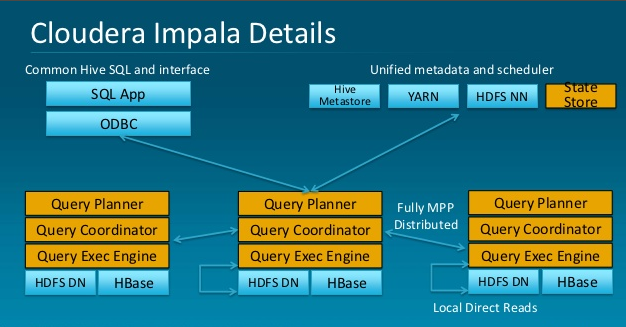 Cloudera Impala Details
Common Hive SQL and interface
Unified metadata and scheduler
SQL App
ODBC
Hive
Metastore
YARN
HDFS NN
State
Store
Query Planner
Query Coordinator
Query Exec Engine
HDFS DN
HBase
Query Planner
Query Coordinator
Query Exec Engine
HDFS DN
HBase
Fully MPP
Distributed
Query Planner
Query Coordinator
Query Exec Engine
HDFS DN
HBase
Local Direct Reads